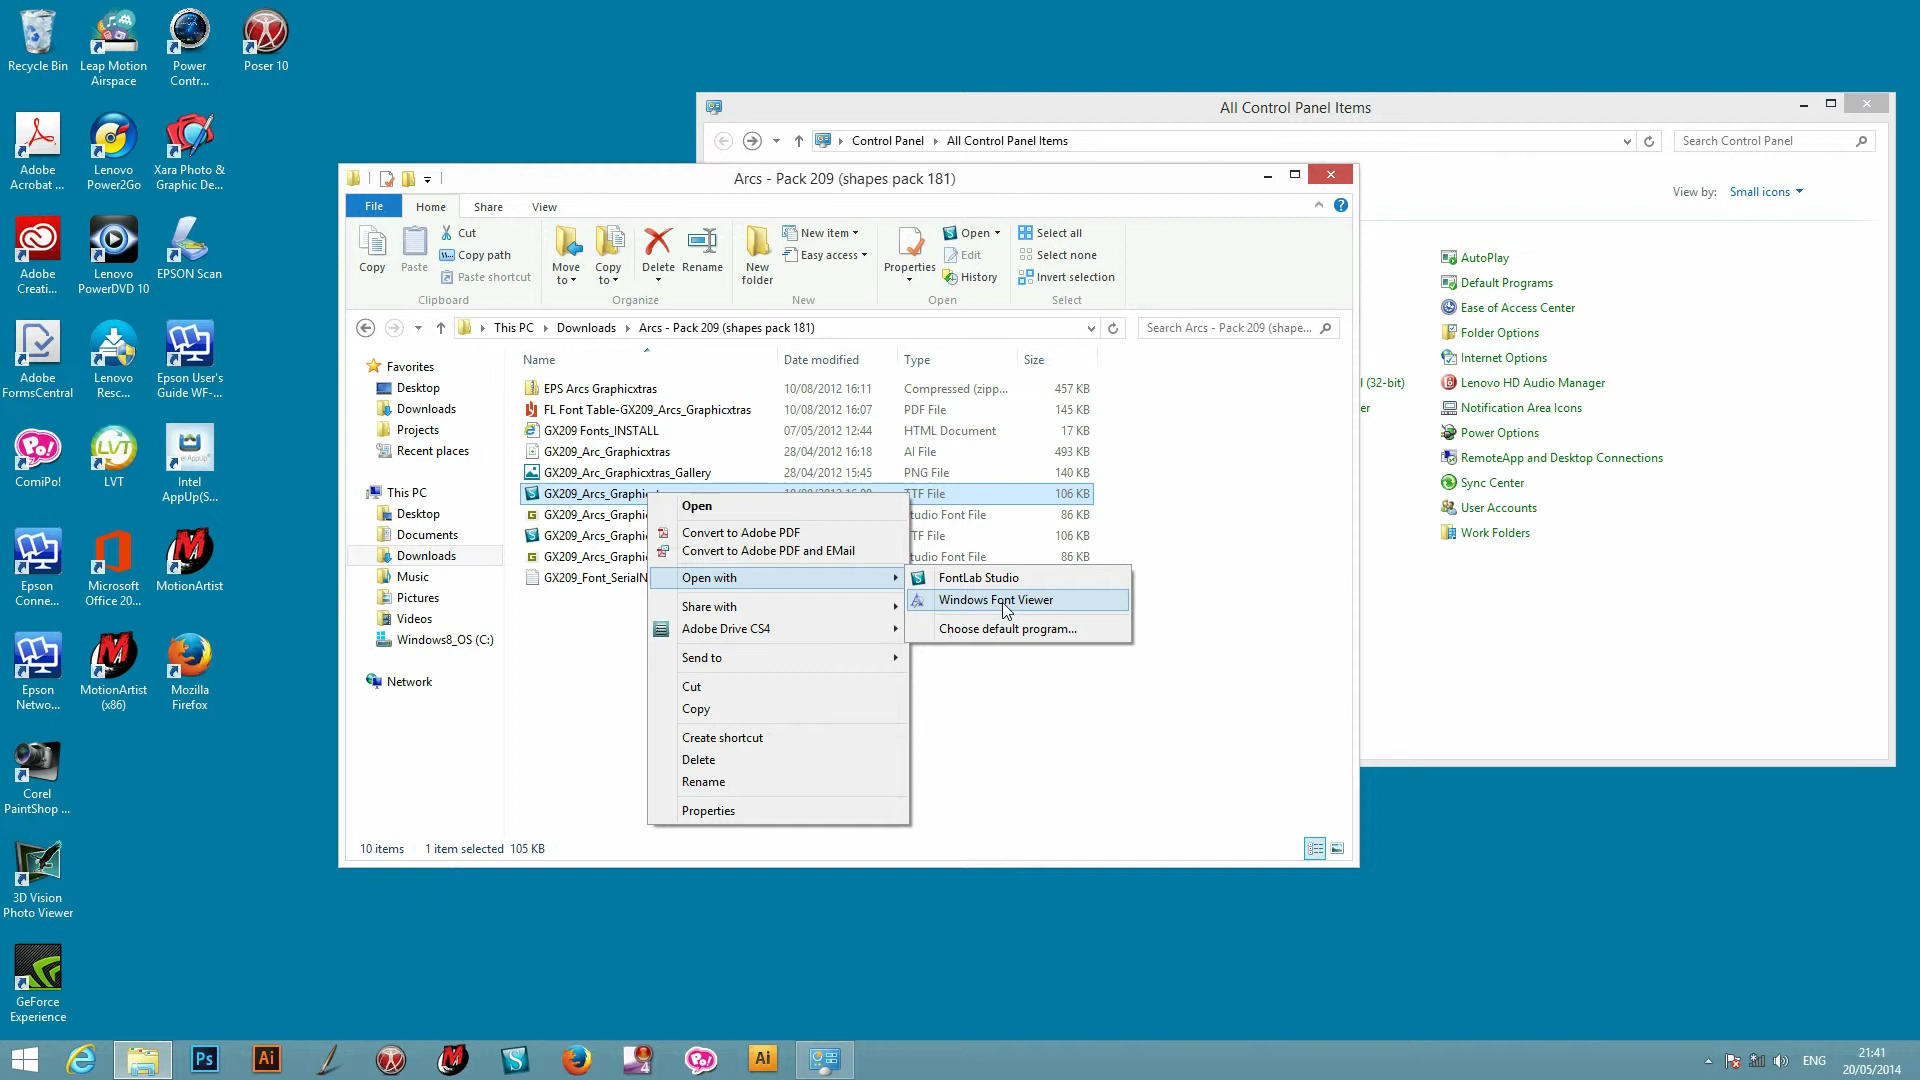 Recycle Bin
Leap Motion
Airspace
Power
Contr...
Poser 10
Adobe
Acrobat ...
Lenovo
Power2Go
Xara Photo &
Graphic De...
Adobe
Creati...
Lenovo
PowerDVD 10
EPSON Scan
Adobe
FormsCentral
Lenovo
Resc...
Epson User's
Guide WF-...
ComiPo!
LVT
Intel
AppUp(S...
Epson
Conne...
Microsoft
Office 20...
MotionArtist
Epson
Netwo...
MotionArtist
(x86)
Mozilla
Firefox
Corel
PaintShop ...
3D Vision
Photo Viewer
GeForce
Experience
All Control Panel Items
Control Panel
All Control Panel Items
Search Control Panel
View by:
Small icons
AutoPlay
Default Programs
Ease of Access Center
Folder Options
Internet Options
l (32-bit)
Lenovo HD Audio Manager
er
Notification Area Icons
Power Options
RemoteApp and Desktop Connections
Sync Center
User Accounts
Work Folders
Arcs - Pack 209 (shapes pack 181)
File
Home
Share
View
Copy
Paste
Cut
Copy path
Paste shortcut
Clipboard
Move
to
Copy
to
Delete
Rename
Organize
New
folder
New item
Easy access
New
Properties
Open
Edit
History
Open
Select all
Select none
Invert selection
Select
This PC
Downloads
Arcs - Pack 209 (shapes pack 181)
Search Arcs - Pack 209 (shape...
Favorites
Desktop
Downloads
Projects
Recent places
This PC
Desktop
Documents
Downloads
Music
Pictures
Videos
Windows8_OS (C:)
Network
Name
Date modified
Type
Size
EPS Arcs Graphicxtras
10/08/2012 16:11
Compressed (zipp...
457 KB
FL Font Table-GX209_Arcs_Graphicxtras
10/08/2012 16:07
PDF File
145 KB
GX209 Fonts_INSTALL
07/05/2012 12:44
HTML Document
17 KB
GX209_Arc_Graphicxtras
28/04/2012 16:18
AI File
493 KB
GX209_Arc_Graphicxtras_Gallery
28/04/2012 15:45
PNG File
140 KB
GX209_Arcs_Graphic
TTF File
106 KB
GX209_Arcs_Graphi
tudio Font File
86 KB
GX209_Arcs_Graphi
TF File
106 KB
GX209_Arcs_Graphi
tudio Font File
86 KB
GX209_Font_SerialN
Open
Convert to Adobe PDF
Convert to Adobe PDF and EMail
Open with
Share with
Adobe Drive CS4
Send to
Cut
Copy
Create shortcut
Delete
Rename
Properties
FontLab Studio
Windows Font Viewer
Choose default program...
10 items
1 item selected 105 KB
Ps
Ai
Po!
Ai
ENG
21:41
20/05/2014